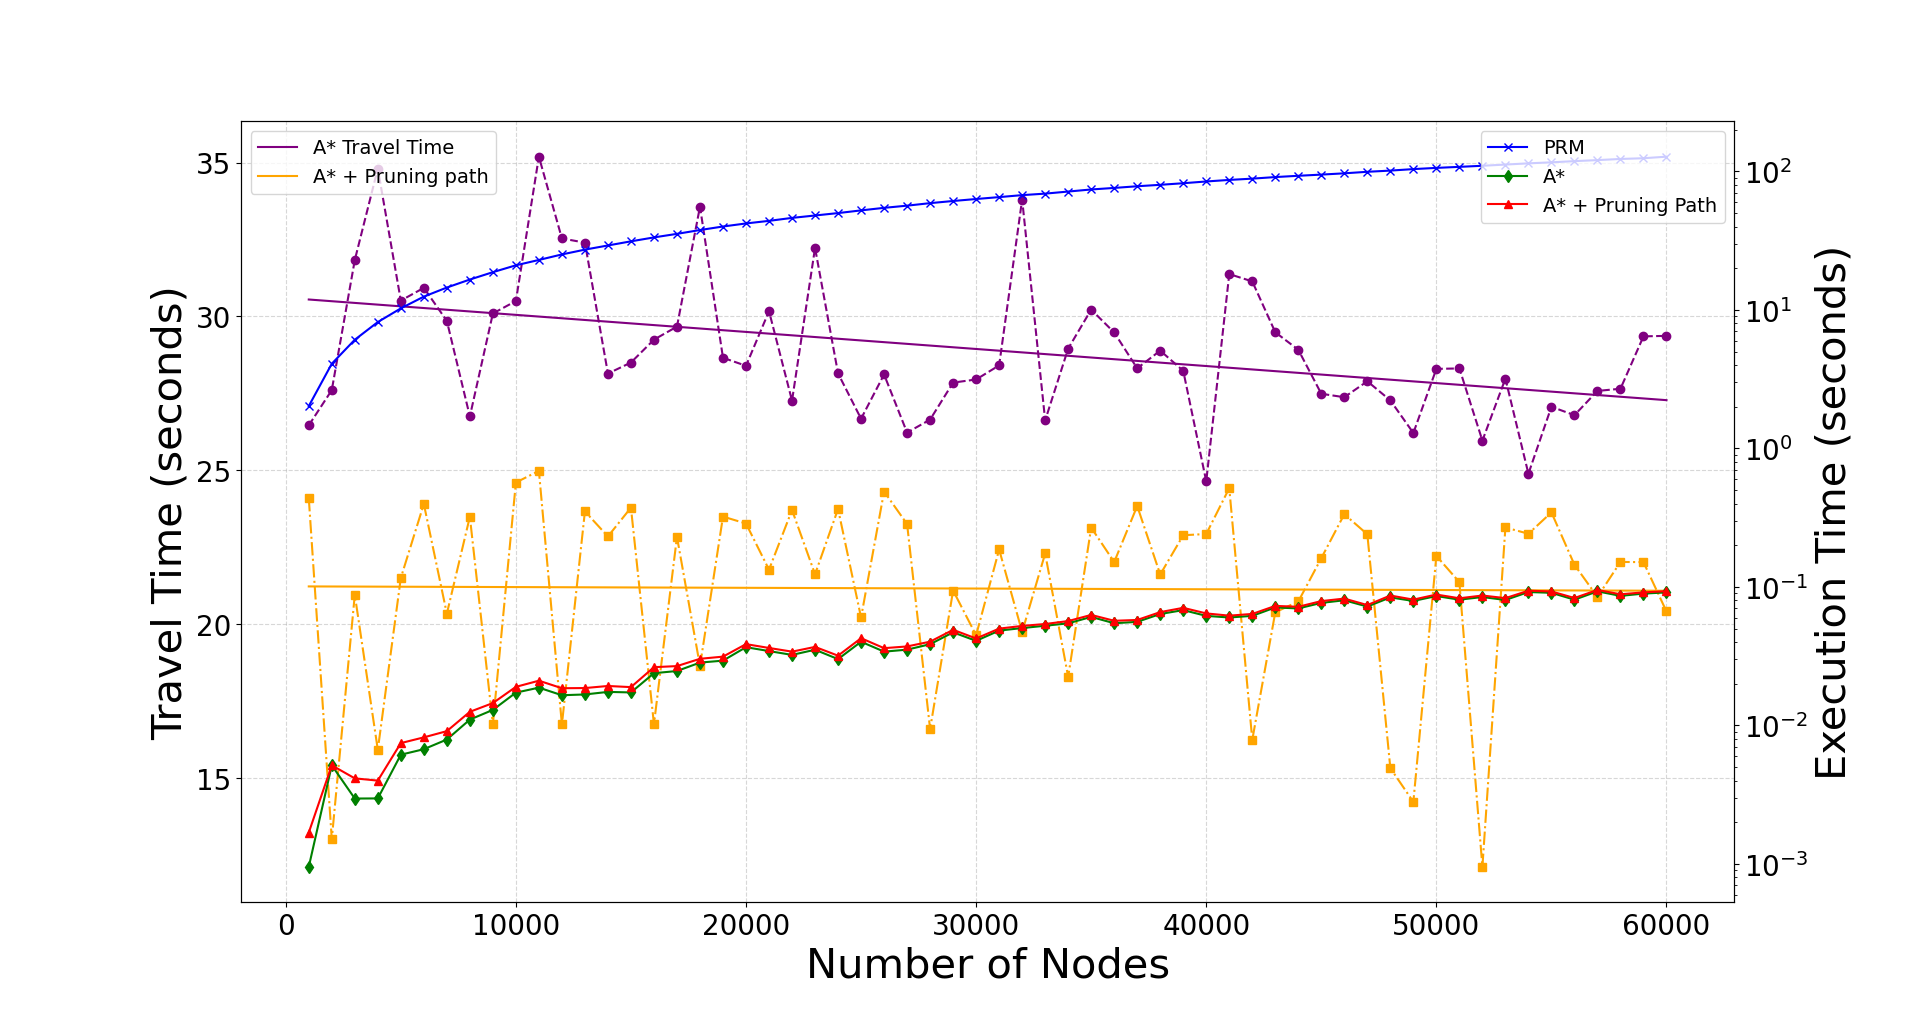 A* Travel Time
A* + Pruning path
PRM
A*
A* + Pruning Path
35
30
25
20
15
Travel Time (seconds)
10²
10¹
10⁰
10⁻¹
10⁻²
10⁻³
Execution Time (seconds)
0 10000 20000 30000 40000 50000 60000
Number of Nodes